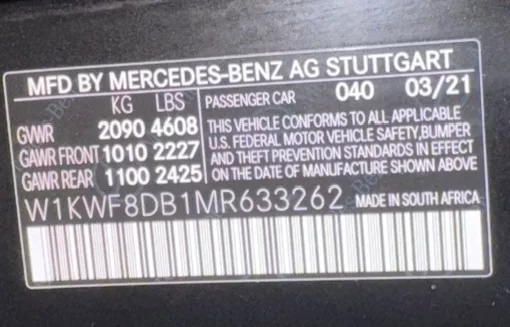 MFD BY MERCEDES-BENZ AG STUTTGART
KG LBS
GVWR 2090 4608
GAWR FRONT 1010 2227
GAWR REAR 1100 2425
PASSENGER CAR 040 03/21
THIS VEHICLE CONFORMS TO ALL APPLICABLE
U.S. FEDERAL MOTOR VEHICLE SAFETY, BUMPER
AND THEFT PREVENTION STANDARDS IN EFFECT
ON THE DATE OF MANUFACTURE SHOWN ABOVE
W1KWF8DB1MR633262 MADE IN SOUTH AFRICA